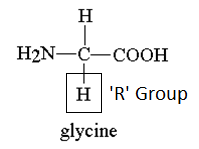 H
H2N—C—COOH
H 'R' Group
glycine